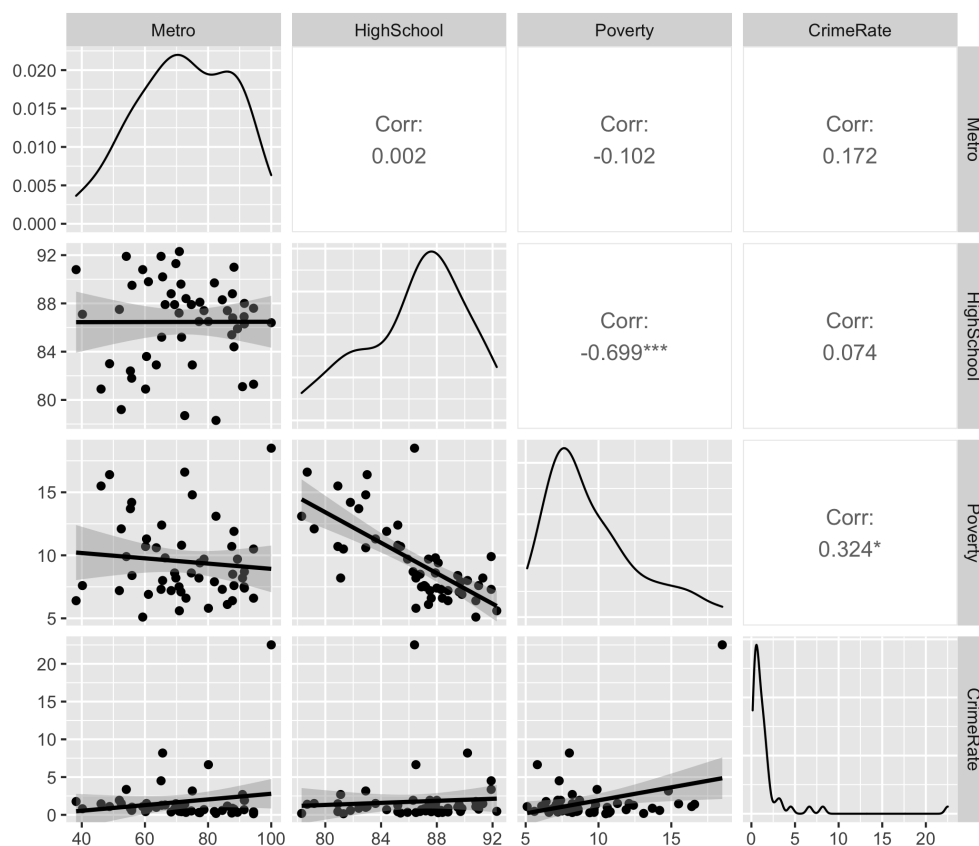 Metro HighSchool Poverty CrimeRate
0.020
0.015
0.010
0.005
0.000
Corr:
0.002
Corr:
-0.102
Corr:
0.172
Metro
92
88
84
80
Corr:
-0.699***
Corr:
0.074
HighSchool
15
10
5
Corr:
0.324*
Poverty
20
15
10
5
0
CrimeRate
40 60 80 100 80 84 88 92 5 10 15 0 5 10 15 20